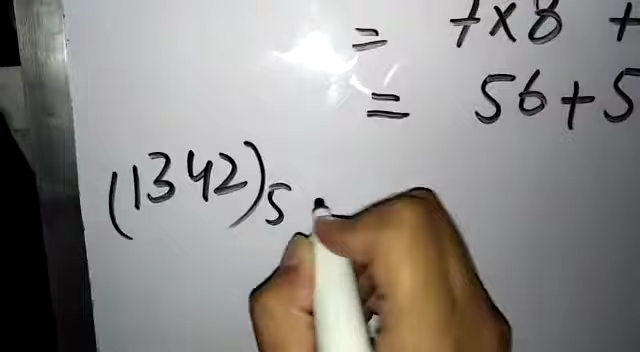 = 7×8 +
= 56+5
(1342)₅